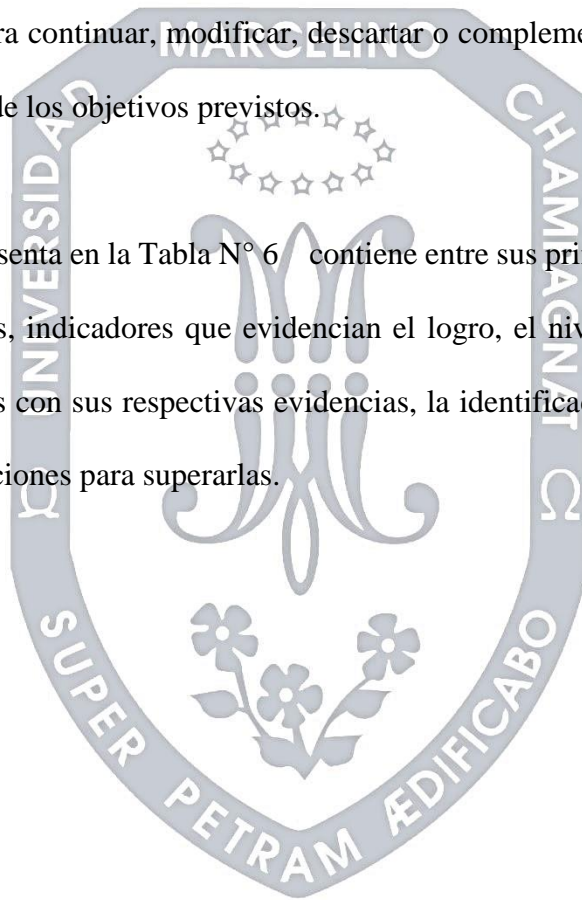 ra continuar, modificar, descartar o compleme
de los objetivos previstos.
senta en la Tabla N° 6 contiene entre sus pri
s, indicadores que evidencian el logro, el niv
s con sus respectivas evidencias, la identifica
ciones para superarlas.
Ω UNIVERSIDAD MARCELINO CHAMPAGNAT Ω
SUPER PETRAM ÆDIFICABO